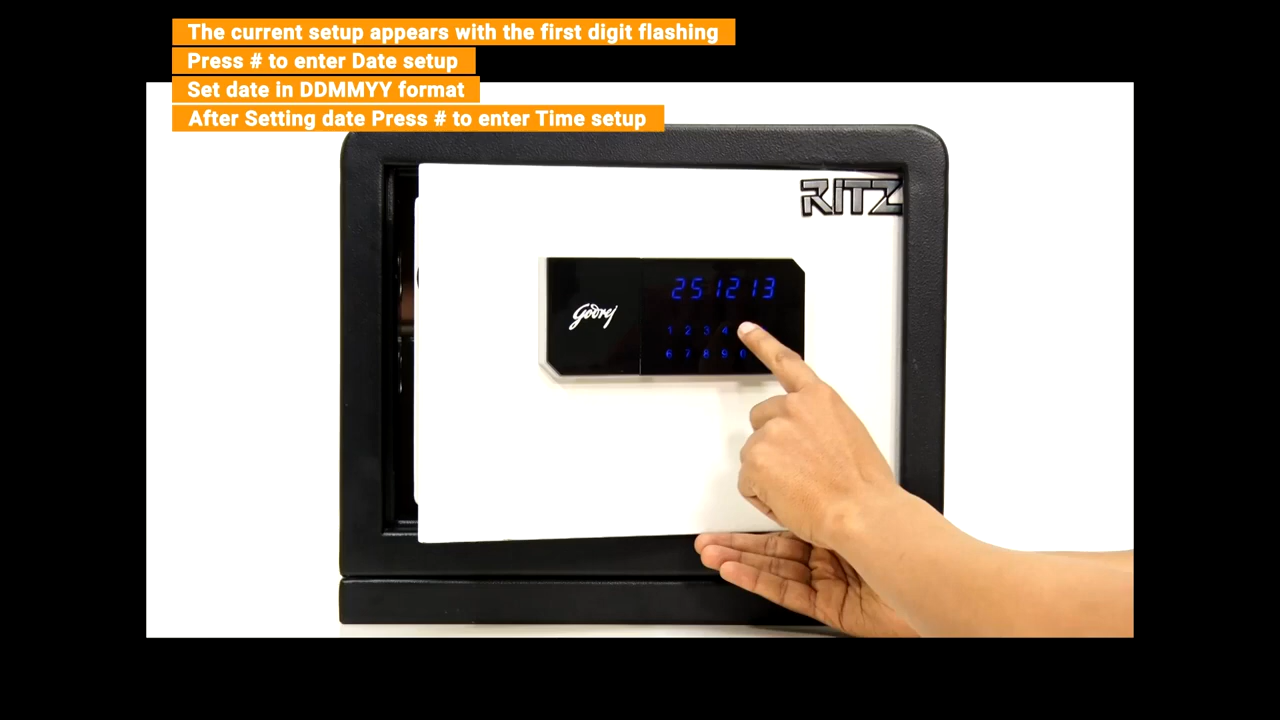 The current setup appears with the first digit flashing
Press # to enter Date setup
Set date in DDMMYY format
After Setting date Press # to enter Time setup
RITZ
251213
Godrej
1 2 3 4
6 7 8 9 0